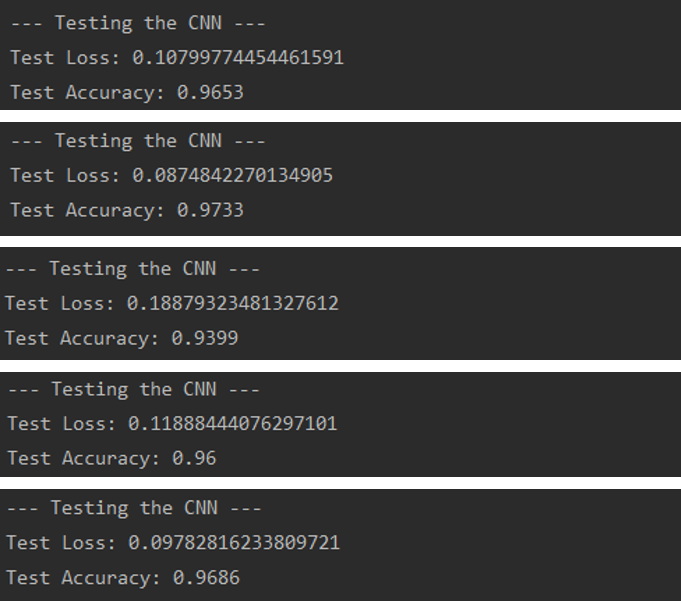 --- Testing the CNN ---
Test Loss: 0.10799774454461591
Test Accuracy: 0.9653
--- Testing the CNN ---
Test Loss: 0.0874842270134905
Test Accuracy: 0.9733
--- Testing the CNN ---
Test Loss: 0.18879323481327612
Test Accuracy: 0.9399
--- Testing the CNN ---
Test Loss: 0.11888444076297101
Test Accuracy: 0.96
--- Testing the CNN ---
Test Loss: 0.09782816233809721
Test Accuracy: 0.9686